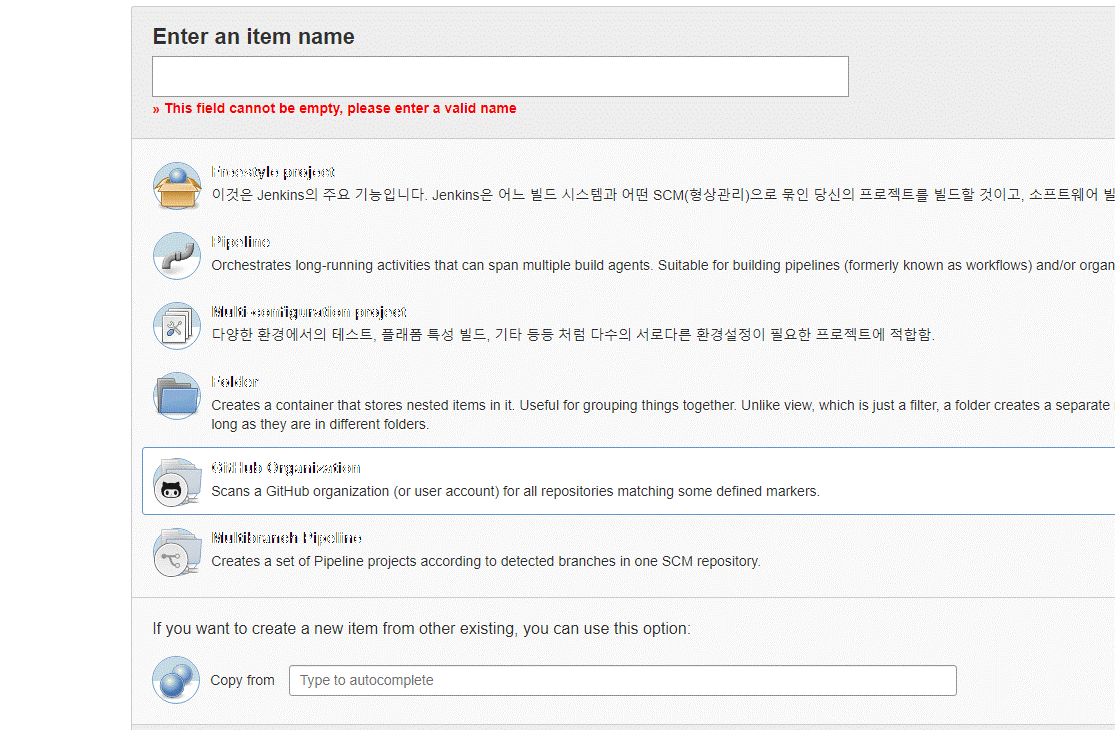 Enter an item name
» This field cannot be empty, please enter a valid name
Freestyle project
이것은 Jenkins의 주요 기능입니다. Jenkins은 어느 빌드 시스템과 어떤 SCM(형상관리)으로 묶인 당신의 프로젝트를 빌드할 것이고, 소프트웨어 빌
Pipeline
Orchestrates long-running activities that can span multiple build agents. Suitable for building pipelines (formerly known as workflows) and/or organ
Multi-configuration project
다양한 환경에서의 테스트, 플래폼 특성 빌드, 기타 등등 처럼 다수의 서로다른 환경설정이 필요한 프로젝트에 적합함.
Folder
Creates a container that stores nested items in it. Useful for grouping things together. Unlike view, which is just a filter, a folder creates a separate
long as they are in different folders.
GitHub Organization
Scans a GitHub organization (or user account) for all repositories matching some defined markers.
Multibranch Pipeline
Creates a set of Pipeline projects according to detected branches in one SCM repository.
If you want to create a new item from other existing, you can use this option:
Copy from
Type to autocomplete